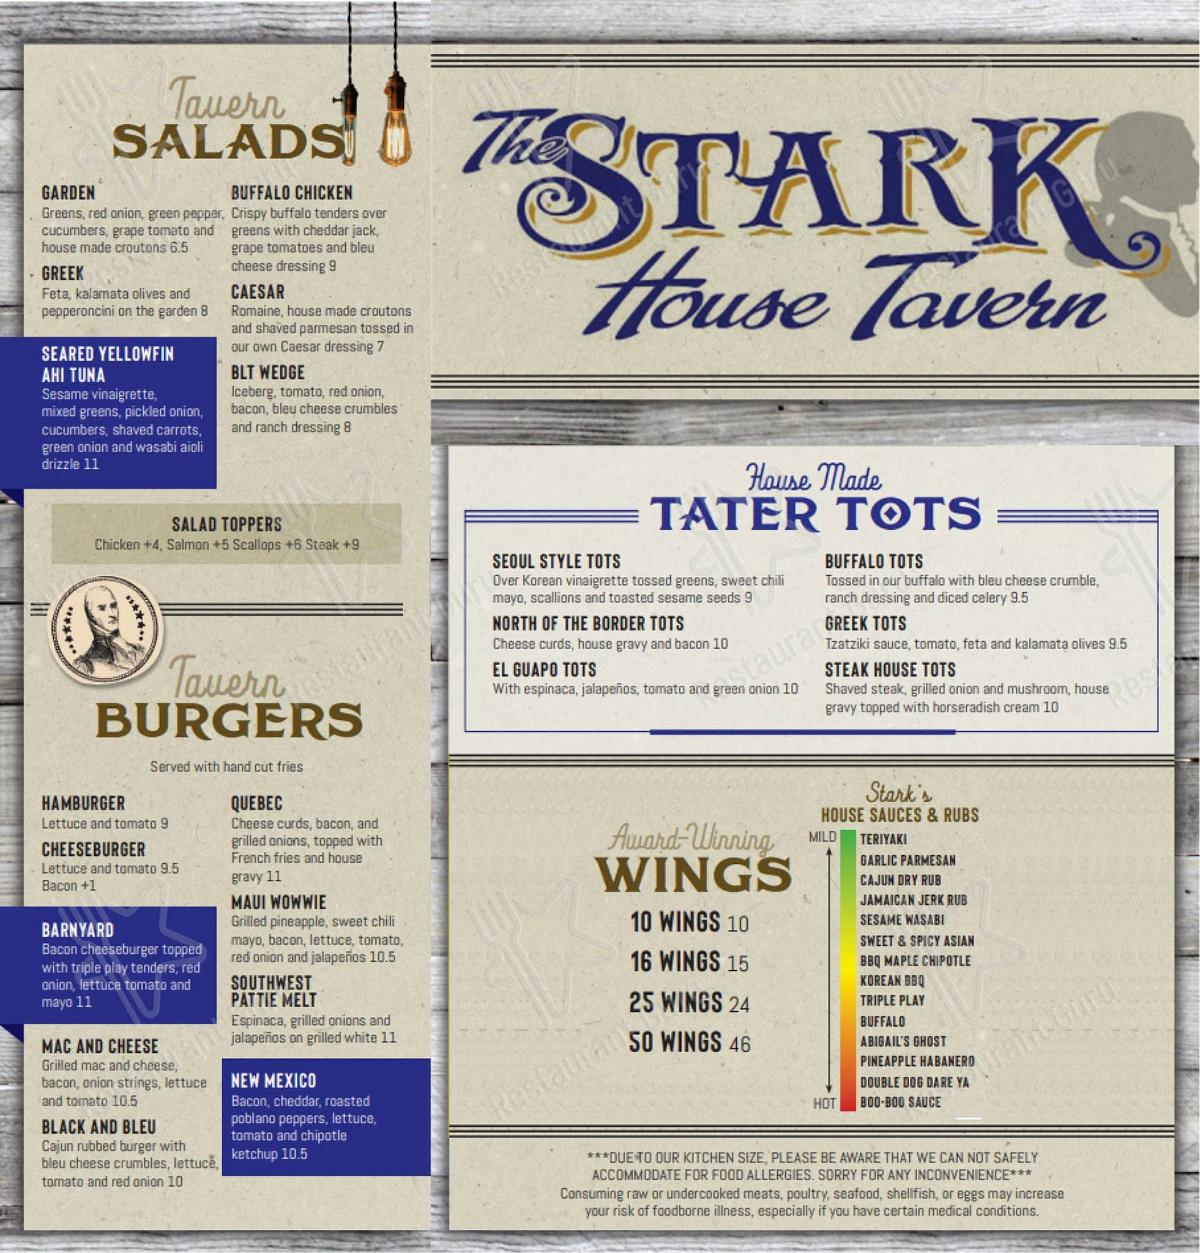 Tavern
SALADS
GARDEN
Greens, red onion, green pepper,
cucumbers, grape tomato and
house made croutons 6.5
GREEK
Feta, kalamata olives and
pepperoncini on the garden 8
SEARED YELLOWFIN
AHI TUNA
Sesame vinaigrette,
mixed greens, pickled onion,
cucumbers, shaved carrots,
green onion and wasabi aioli
drizzle 11
BUFFALO CHICKEN
Crispy buffalo tenders over
greens with cheddar jack,
grape tomatoes and bleu
cheese dressing 9
CAESAR
Romaine, house made croutons
and shaved parmesan tossed in
our own Caesar dressing 7
BLT WEDGE
Iceberg, tomato, red onion,
bacon, bleu cheese crumbles
and ranch dressing 8
SALAD TOPPERS
Chicken +4, Salmon +5 Scallops +6 Steak +9
Tavern
BURGERS
Served with hand cut fries
HAMBURGER
Lettuce and tomato 9
CHEESEBURGER
Lettuce and tomato 9.5
Bacon +1
BARNYARD
Bacon cheeseburger topped
with triple play tenders, red
onion, lettuce tomato and
mayo 11
MAC AND CHEESE
Grilled mac and cheese,
bacon, onion strings, lettuce
and tomato 10.5
BLACK AND BLEU
Cajun rubbed burger with
bleu cheese crumbles, lettuce,
tomato and red onion 10
QUEBEC
Cheese curds, bacon, and
grilled onions, topped with
French fries and house
gravy 11
MAUI WOWWIE
Grilled pineapple, sweet chili
mayo, bacon, lettuce, tomato,
red onion and jalapeños 10.5
SOUTHWEST
PATTIE MELT
Espinaca, grilled onions and
jalapeños on grilled white 11
NEW MEXICO
Bacon, cheddar, roasted
poblano peppers, lettuce,
tomato and chipotle
ketchup 10.5
The STARK
House Tavern
House Made
TATER TOTS
SEOUL STYLE TOTS
Over Korean vinaigrette tossed greens, sweet chili
mayo, scallions and toasted sesame seeds 9
NORTH OF THE BORDER TOTS
Cheese curds, house gravy and bacon 10
EL GUAPO TOTS
With espinaca, jalapeños, tomato and green onion 10
BUFFALO TOTS
Tossed in our buffalo with bleu cheese crumble,
ranch dressing and diced celery 9.5
GREEK TOTS
Tzatziki sauce, tomato, feta and kalamata olives 9.5
STEAK HOUSE TOTS
Shaved steak, grilled onion and mushroom, house
gravy topped with horseradish cream 10
Award-Winning
WINGS
10 WINGS 10
16 WINGS 15
25 WINGS 24
50 WINGS 46
Stark's
HOUSE SAUCES & RUBS
MILD
TERIYAKI
GARLIC PARMESAN
CAJUN DRY RUB
JAMAICAN JERK RUB
SESAME WASABI
SWEET & SPICY ASIAN
BBQ MAPLE CHIPOTLE
KOREAN BBQ
TRIPLE PLAY
BUFFALO
ABIGAIL'S GHOST
PINEAPPLE HABANERO
DOUBLE DOG DARE YA
HOT
BOO-BOO SAUCE
***DUE TO OUR KITCHEN SIZE, PLEASE BE AWARE THAT WE CAN NOT SAFELY
ACCOMMODATE FOR FOOD ALLERGIES. SORRY FOR ANY INCONVENIENCE***
Consuming raw or undercooked meats, poultry, seafood, shellfish, or eggs may increase
your risk of foodborne illness, especially if you have certain medical conditions.